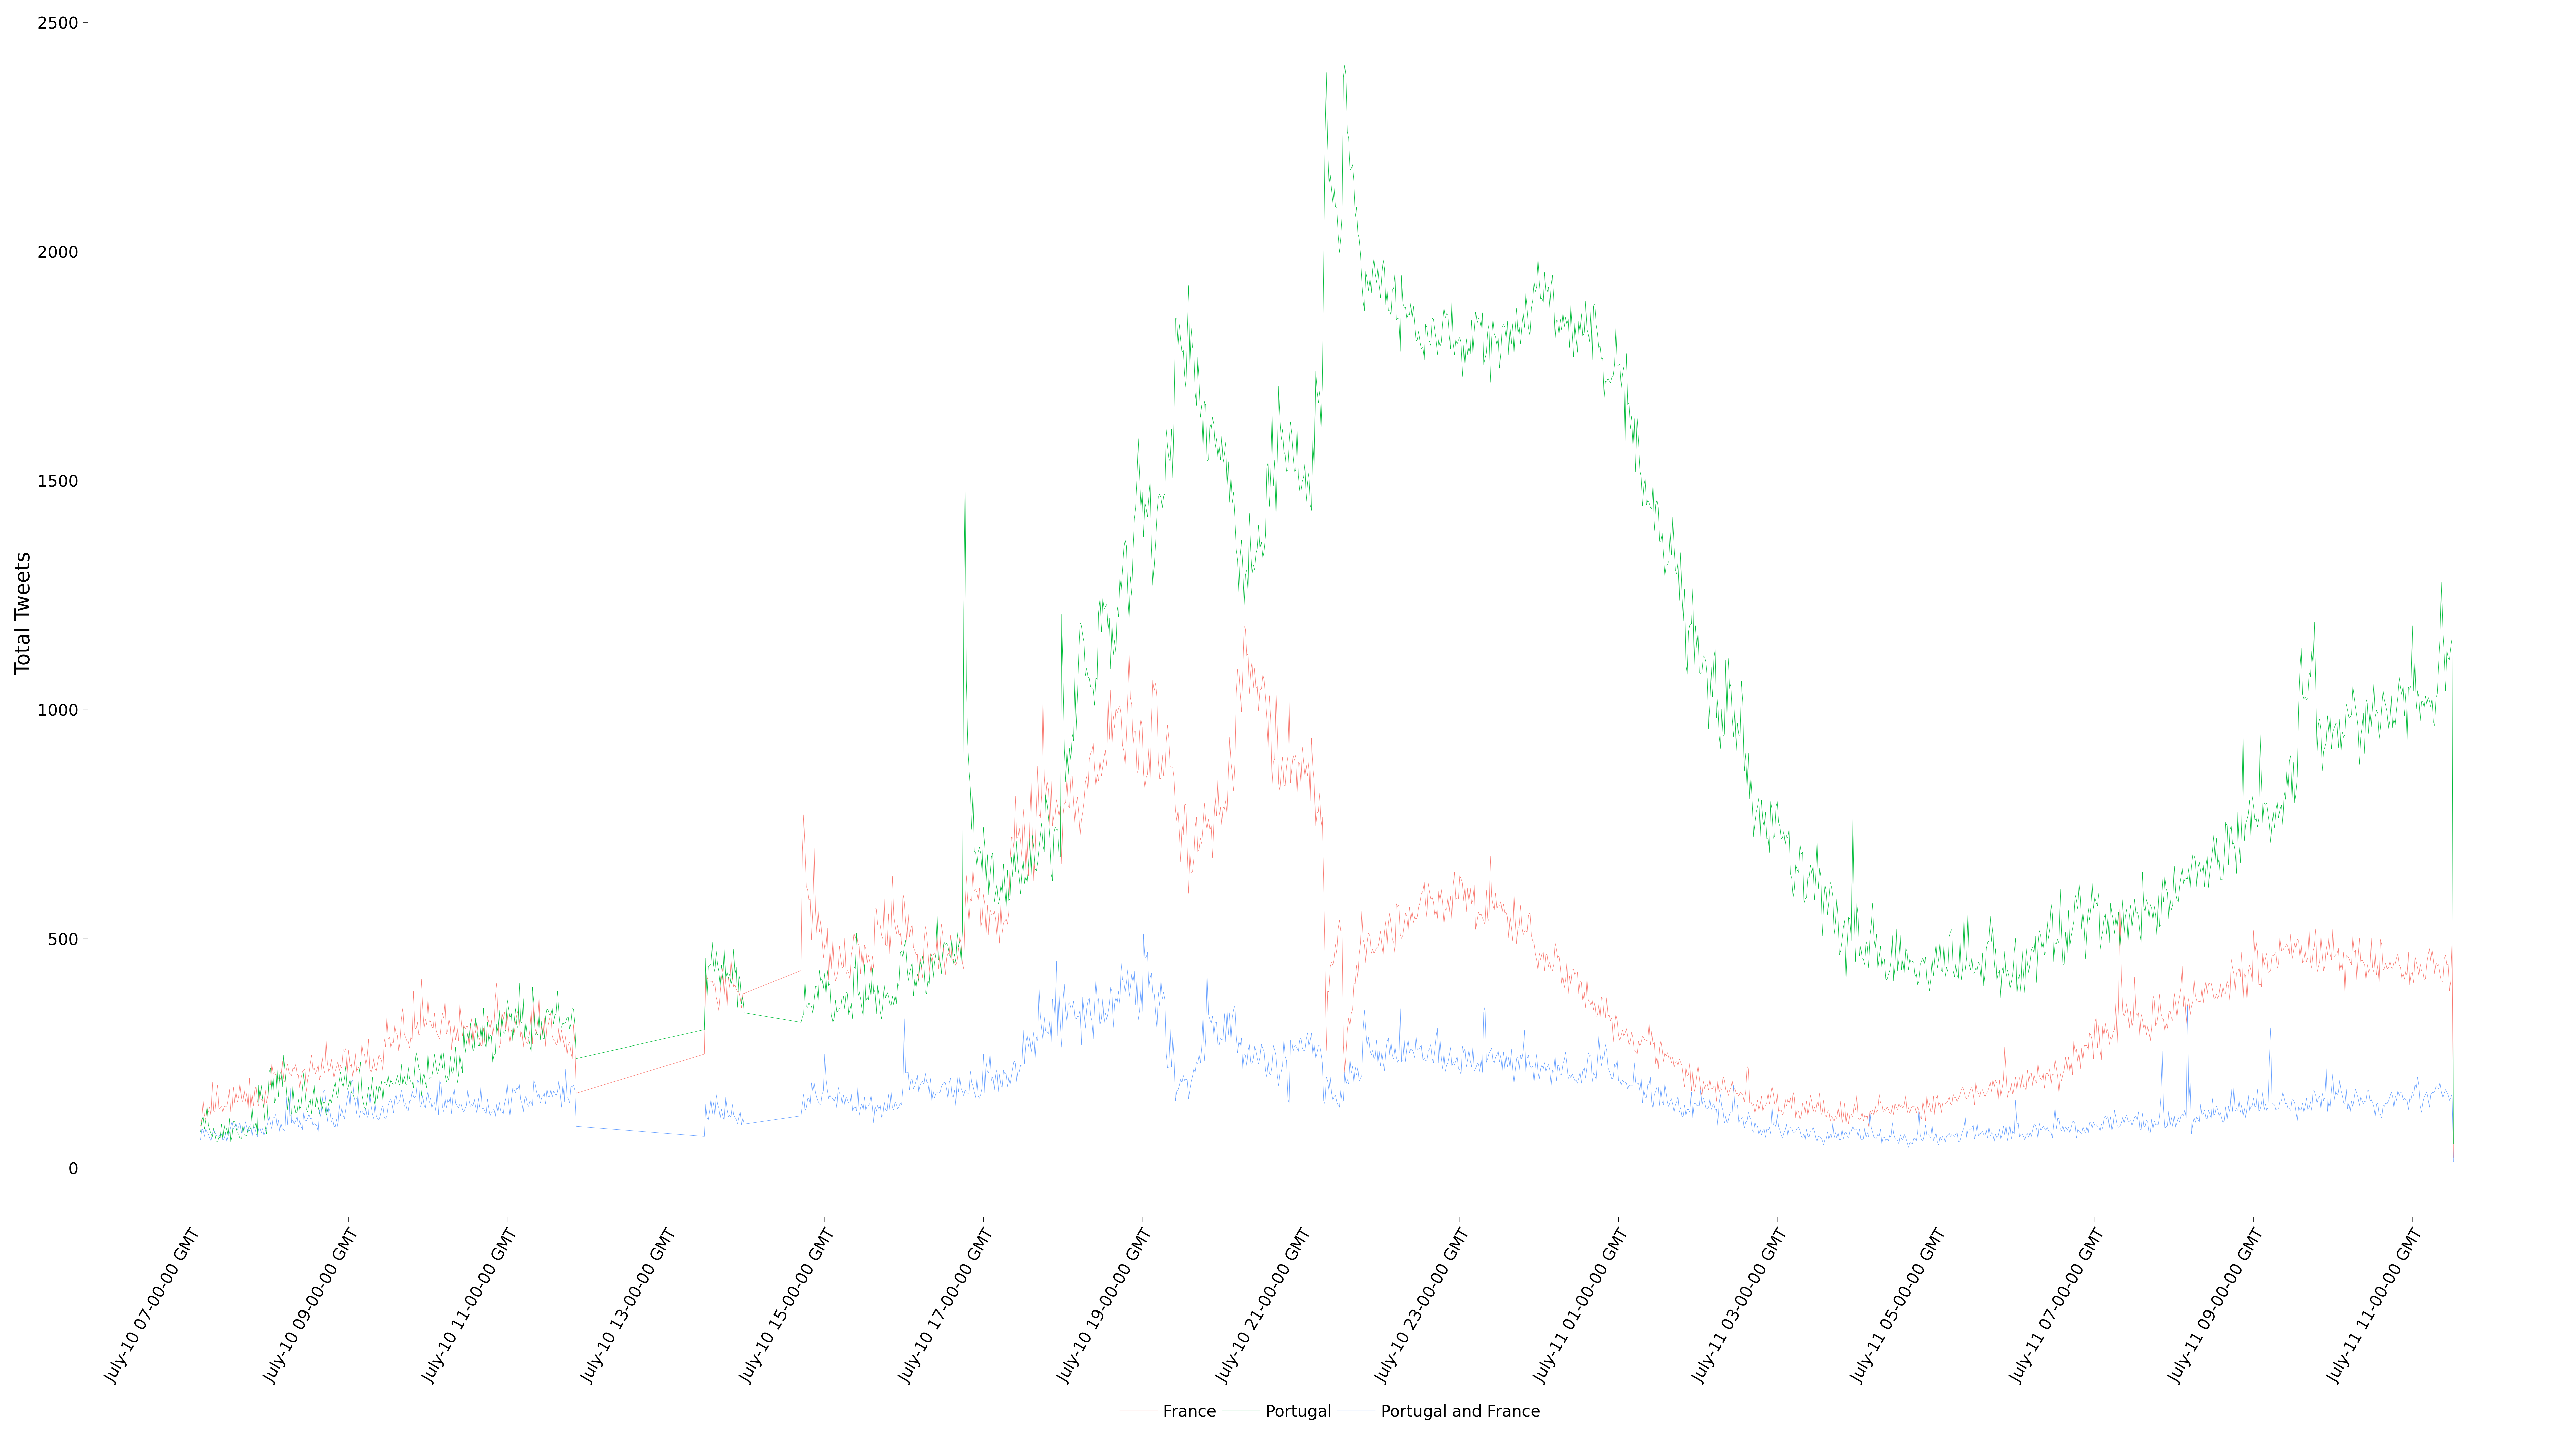 Total Tweets
2500
2000
1500
1000
500
0
July-10 07-00-00 GMT
July-10 09-00-00 GMT
July-10 11-00-00 GMT
July-10 13-00-00 GMT
July-10 15-00-00 GMT
July-10 17-00-00 GMT
July-10 19-00-00 GMT
July-10 21-00-00 GMT
July-10 23-00-00 GMT
July-11 01-00-00 GMT
July-11 03-00-00 GMT
July-11 05-00-00 GMT
July-11 07-00-00 GMT
July-11 09-00-00 GMT
July-11 11-00-00 GMT
France Portugal Portugal and France